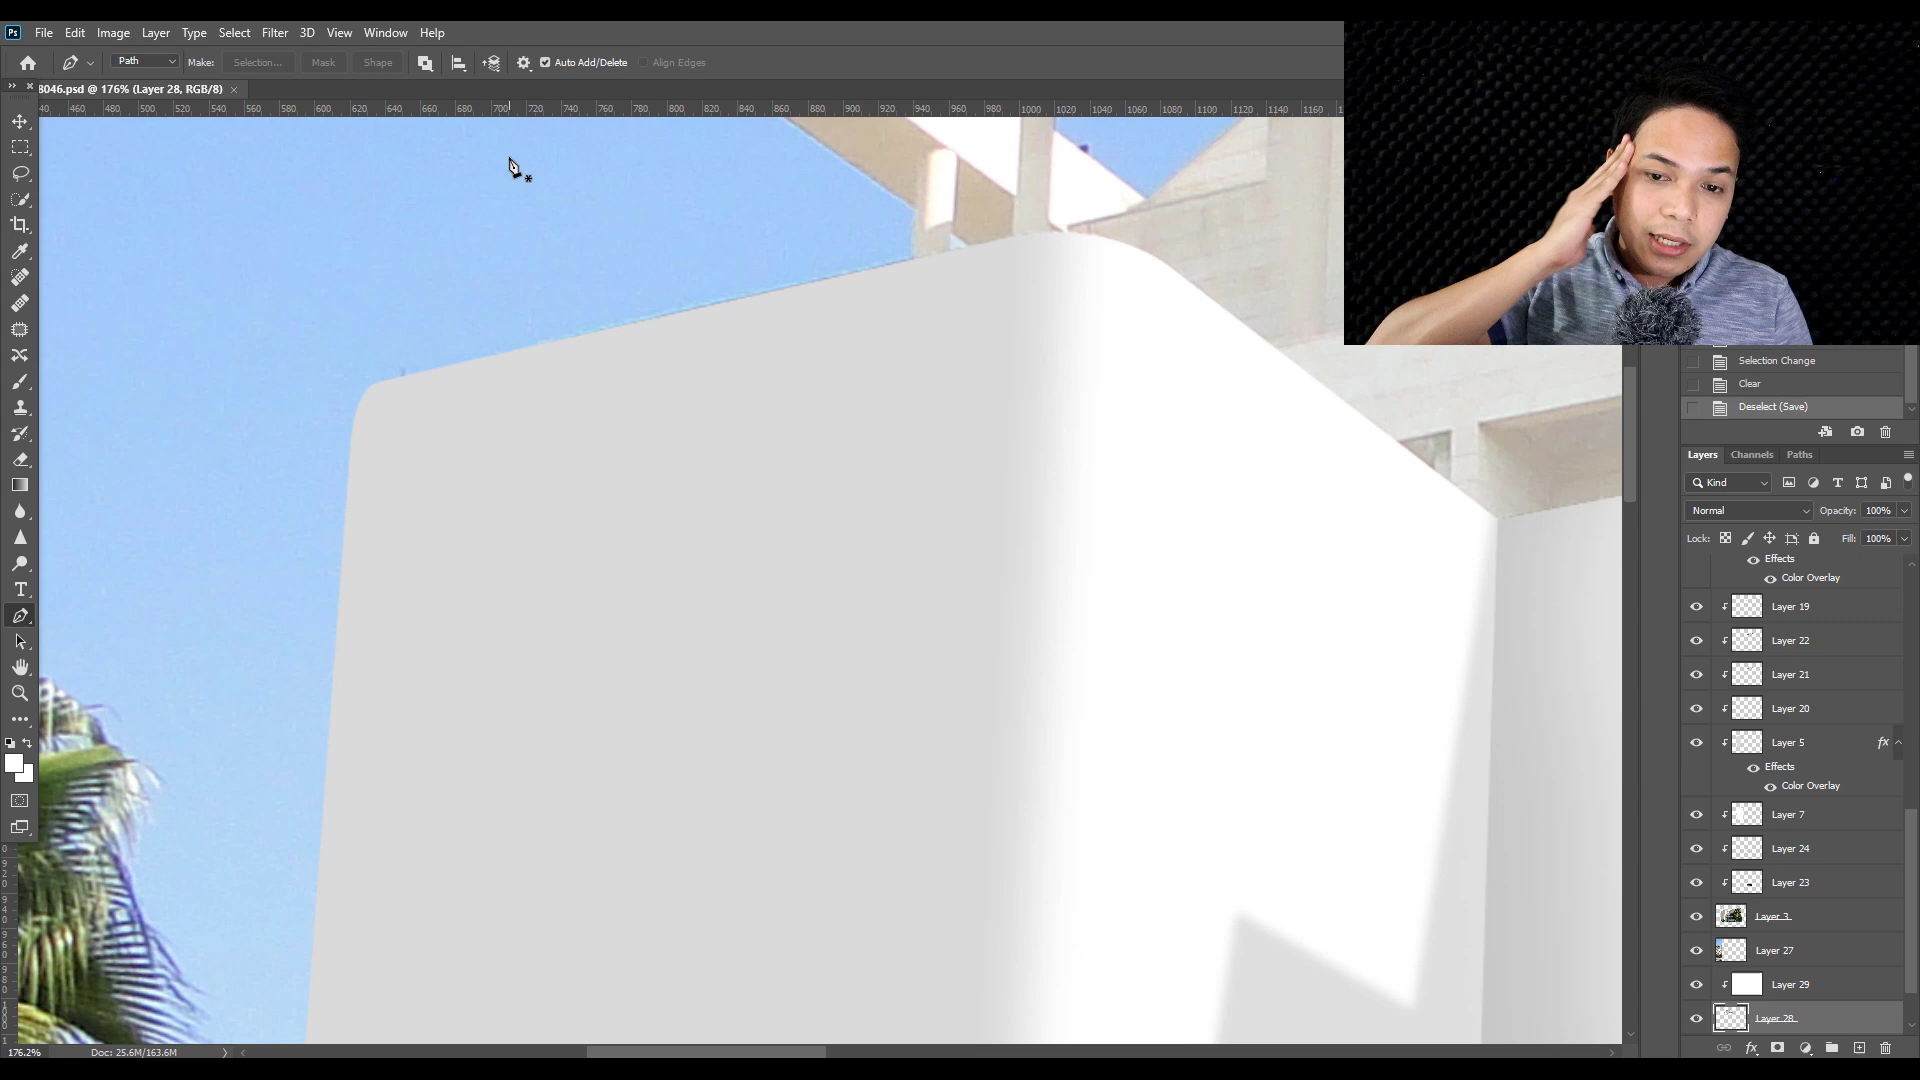 Ps File Edit Image Layer Type Select Filter 3D View Window Help
Path Make: Selection... Mask Shape Auto Add/Delete Align Edges
8046.psd @ 176% (Layer 28, RGB/8) ×
40 460 480 500 520 540 560 580 600 620 640 660 680 700 720 740 760 780 800 820 840 860 880 900 920 940 960 980 1000 1020 1040 1060 1080 1100 1120 1140 1160
Selection Change
Clear
Deselect (Save)
Layers Channels Paths
Kind
Normal Opacity: 100%
Lock: Fill: 100%
Effects
Color Overlay
Layer 19
Layer 22
Layer 21
Layer 20
Layer 5 fx
Effects
Color Overlay
Layer 7
Layer 24
Layer 23
Layer 3
Layer 27
Layer 29
Layer 28
176.2% Doc: 25.6M/163.6M fx